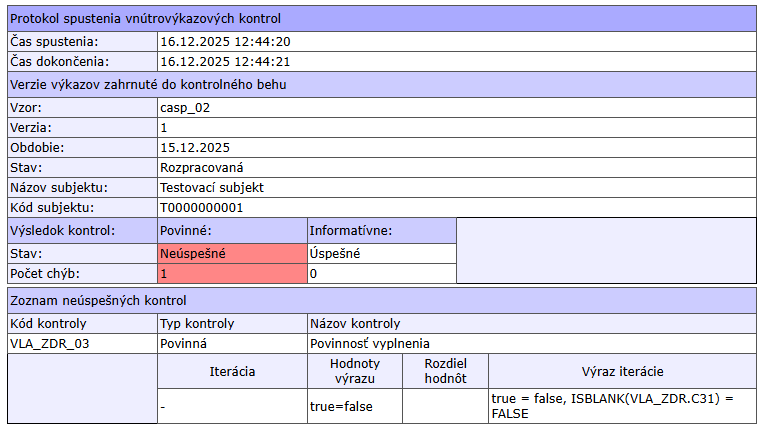 Protokol spustenia vnútrovýkazových kontrol
Čas spustenia: 16.12.2025 12:44:20
Čas dokončenia: 16.12.2025 12:44:21
Verzie výkazov zahrnuté do kontrolného behu
Vzor: casp_02
Verzia: 1
Obdobie: 15.12.2025
Stav: Rozpracovaná
Názov subjektu: Testovací subjekt
Kód subjektu: T0000000001
Výsledok kontrol: Povinné: Informatívne:
Stav: Neúspešné Úspešné
Počet chýb: 1 0
Zoznam neúspešných kontrol
Kód kontroly Typ kontroly Názov kontroly
VLA_ZDR_03 Povinná Povinnosť vyplnenia
Iterácia Hodnoty výrazu Rozdiel hodnôt Výraz iterácie
- true=false true = false, ISBLANK(VLA_ZDR.C31) =
FALSE